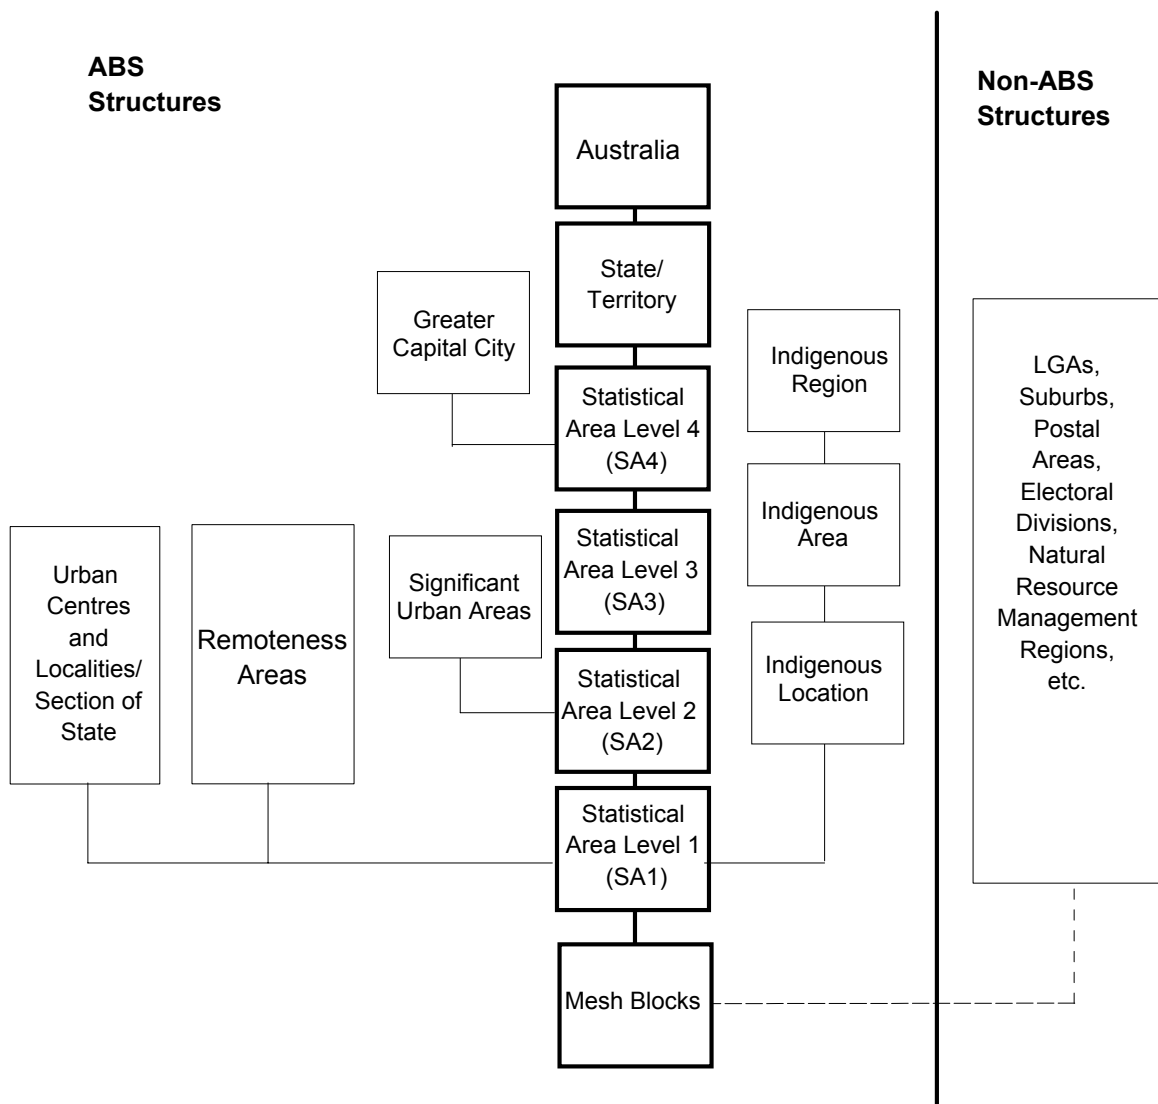 ABS
Structures
Non-ABS
Structures
Australia
State/
Territory
Greater
Capital City
Indigenous
Region
Statistical
Area Level 4
(SA4)
LGAs,
Suburbs,
Postal
Areas,
Electoral
Divisions,
Natural
Resource
Management
Regions,
etc.
Indigenous
Area
Statistical
Area Level 3
(SA3)
Significant
Urban Areas
Urban
Centres
and
Localities/
Section of
State
Remoteness
Areas
Indigenous
Location
Statistical
Area Level 2
(SA2)
Statistical
Area Level 1
(SA1)
Mesh Blocks